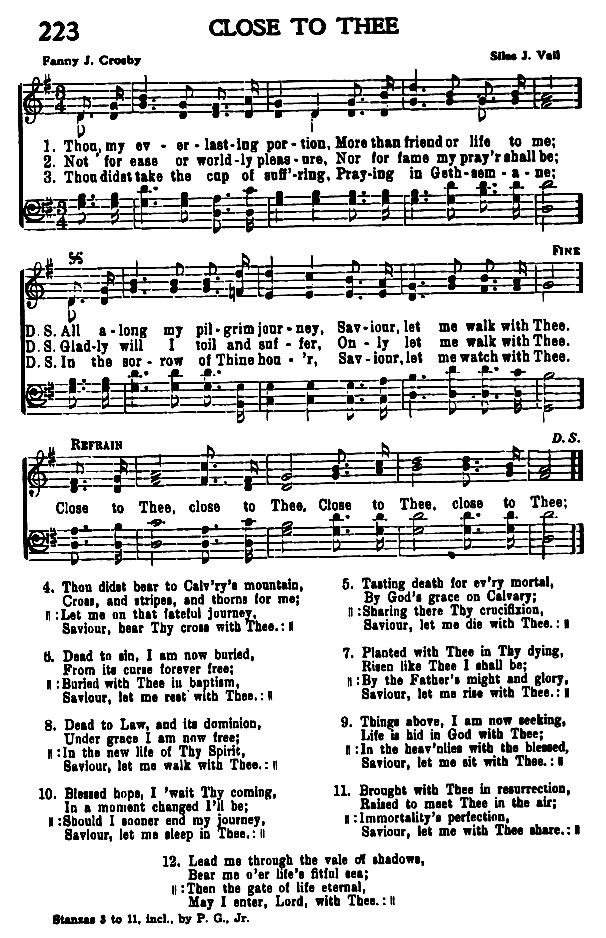 223
CLOSE TO THEE
Fanny J. Crosby
Silas J. Vail
1. Thou, my ev - er - last-ing por - tion, More than friend or life to me;
2. Not for ease or world-ly pleas-ure, Nor for fame my pray'r shall be;
3. Thou didst take the cup of suff'-ring, Pray-ing in Geth-sem - a - ne;
FINE
D. S. All a - long my pil-grim jour - ney, Sav-iour, let me walk with Thee.
D. S. Glad-ly will I toil and suf - fer, On - ly let me walk with Thee.
D. S. In the sor - row of Thine hou - 'r, Sav-iour, let me watch with Thee.
REFRAIN
D. S.
Close to Thee, close to Thee, Close to Thee, close to Thee;
4. Thou didst bear to Calv'ry's mountain,
Cross, and stripes, and thorns for me;
‖:Let me on that fateful journey,
Saviour, bear Thy cross with Thee.:‖
5. Tasting death for ev'ry mortal,
By God's grace on Calvary;
‖:Sharing there Thy crucifixion,
Saviour, let me die with Thee.:‖
6. Dead to sin, I am now buried,
From its curse forever free;
‖:Buried with Thee in baptism,
Saviour, let me rest with Thee.:‖
7. Planted with Thee in Thy dying,
Risen like Thee I shall be;
‖:By the Father's might and glory,
Saviour, let me rise with Thee.:‖
8. Dead to Law, and its dominion,
Under grace I am now free;
‖:In the new life of Thy Spirit,
Saviour, let me walk with Thee.:‖
9. Things above, I am now seeking,
Life is hid in God with Thee;
‖:In the heav'nlies with the blessed,
Saviour, let me sit with Thee.:‖
10. Blessed hope, I 'wait Thy coming,
In a moment changed I'll be;
‖:Should I sooner end my journey,
Saviour, let me sleep in Thee.:‖
11. Brought with Thee in resurrection,
Raised to meet Thee in the air;
‖:Immortality's perfection,
Saviour, let me with Thee share.:‖
12. Lead me through the vale of shadows,
Bear me o'er life's fitful sea;
‖:Then the gate of life eternal,
May I enter, Lord, with Thee.:‖
Stanzas 3 to 11, incl., by P. G., Jr.